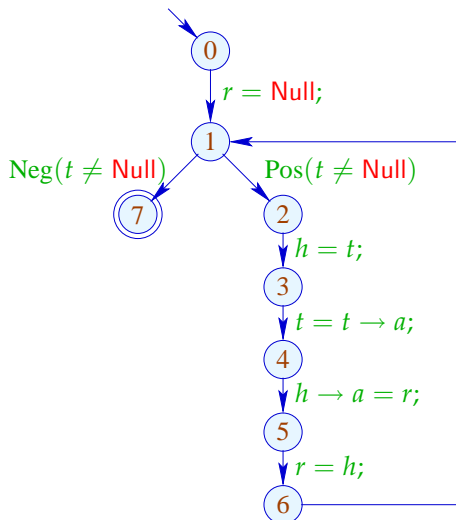 0
r = Null;
1
Neg(t ≠ Null) Pos(t ≠ Null)
7 2
h = t;
3
t = t → a;
4
h → a = r;
5
r = h;
6